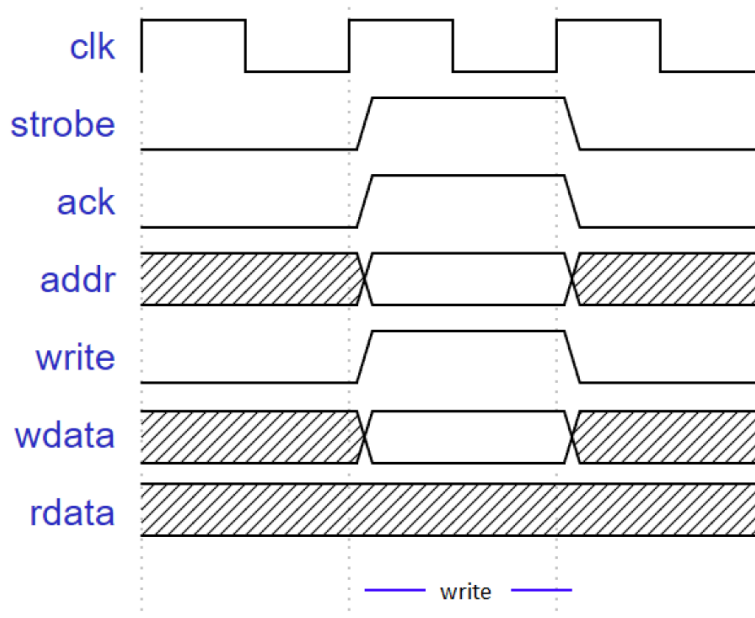 clk
strobe
ack
addr
write
wdata
rdata
write